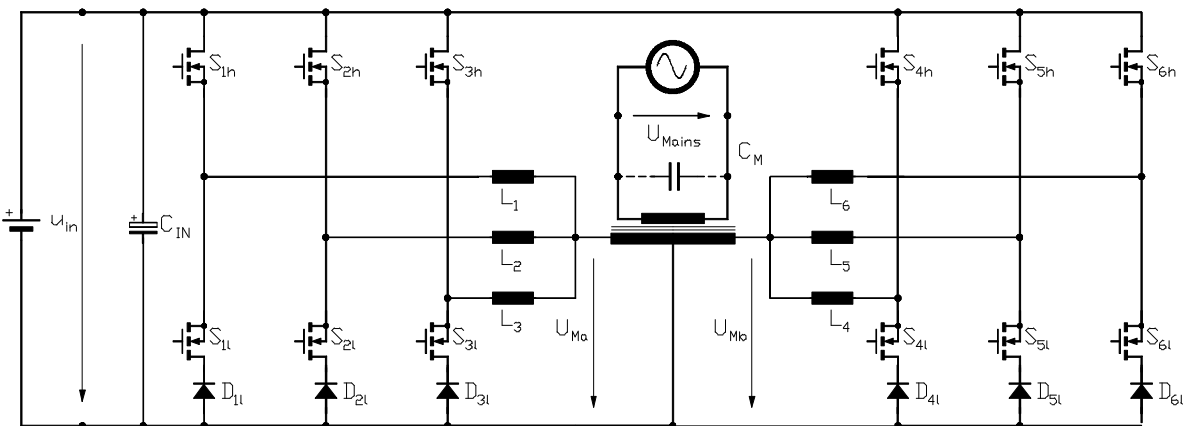 S1h
S2h
S3h
S4h
S5h
S6h
UMains
CM
+
uin
+
CIN
L1
L6
L2
L5
L3
L4
UMa
UMb
S1l
S2l
S3l
S4l
S5l
S6l
D1l
D2l
D3l
D4l
D5l
D6l